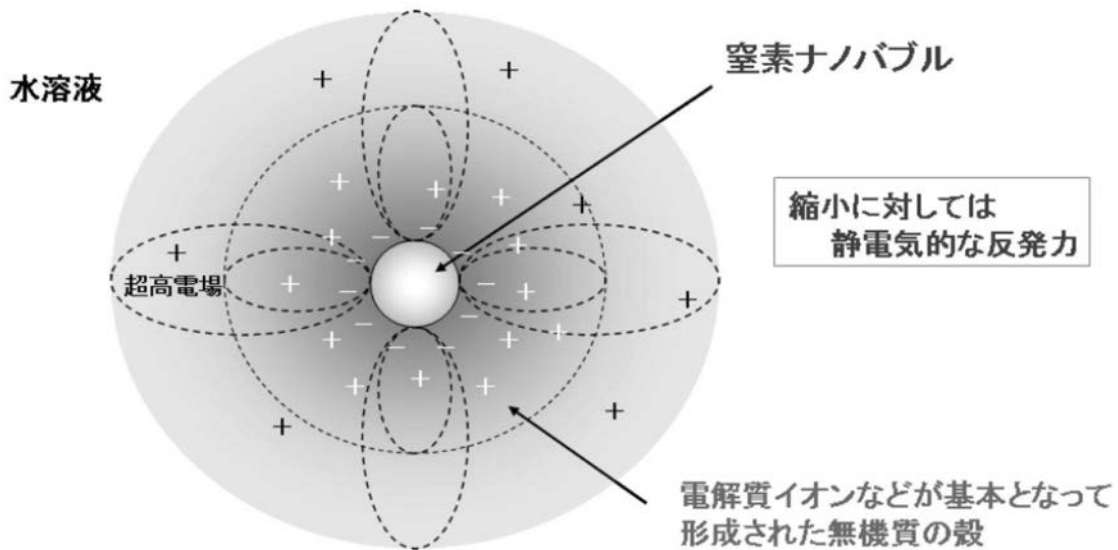 水溶液
窒素ナノバブル
縮小に対しては
静電気的な反発力
超高電場
電解質イオンなどが基本となって
形成された無機質の殻